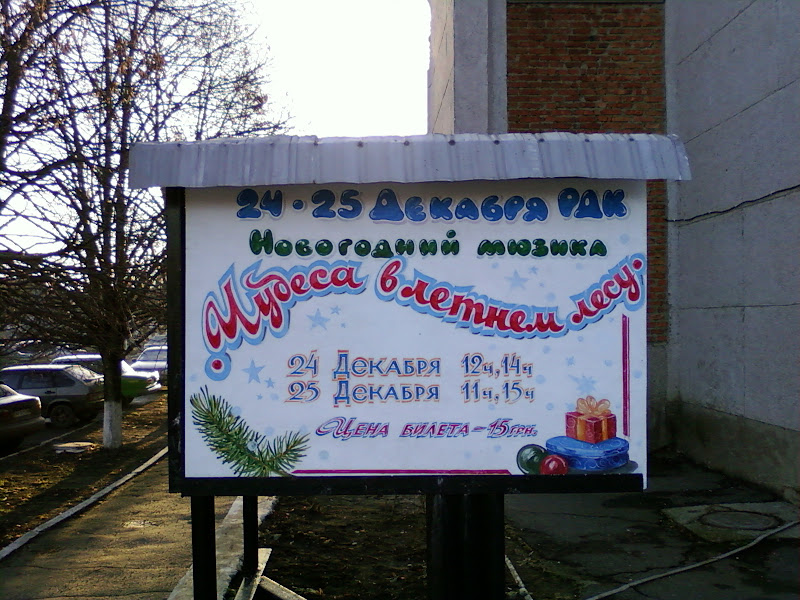 24-25 Декабря РДК
Новогодний мюзикл
Чудеса в летнем лесу.
24 Декабря 12ч,14ч
25 Декабря 11ч,15ч
Цена билета-15грн.